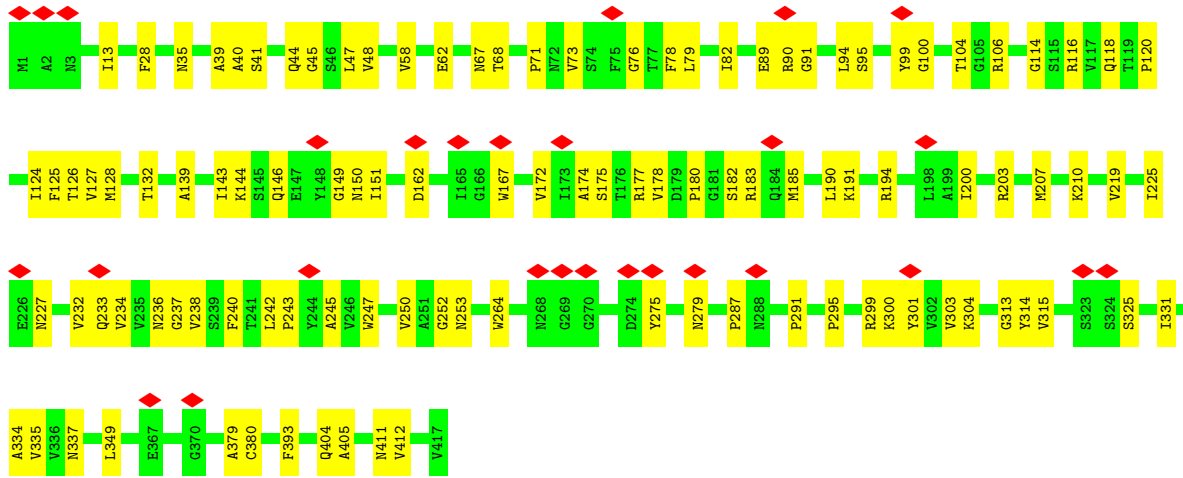 M1 A2 N3 I13 F28 N35 A39 A40 S41 Q44 G45 S46 L47 V48 V58 E62 N67 T68 P71 N72 V73 S74 F75 G76 T77 F78 L79 I82 E89 R90 G91 L94 S95 Y99 G100 T104 G105 R106 G114 S115 R116 V117 Q118 T119 P120
I124 F125 T126 V127 M128 T132 A139 I143 K144 S145 Q146 E147 Y148 G149 N150 I151 D162 I165 G166 W167 V172 I173 A174 S175 T176 R177 V178 D179 P180 G181 S182 R183 Q184 M185 L190 K191 R194 L198 A199 I200 R203 M207 K210 V219 I225
E226 N227 V232 Q233 V234 V235 N236 G237 V238 S239 F240 T241 L242 P243 Y244 A245 V246 W247 V250 A251 G252 N253 W264 N268 G269 G270 D274 Y275 N279 P287 N288 P291 P295 R299 K300 Y301 V302 V303 K304 G313 Y314 V315 S323 S324 S325 I331
A334 V335 V336 N337 L349 E367 G370 A379 C380 F393 Q404 A405 N411 V412 V417